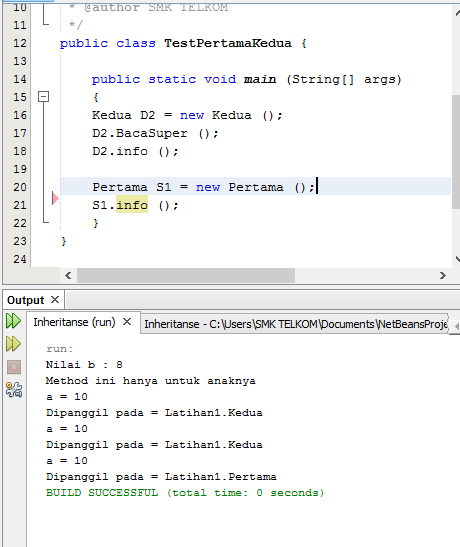 10 * @author SMK TELKOM
11 */
12 public class TestPertamaKedua {
13
14 public static void main (String[] args)
15 {
16 Kedua D2 = new Kedua ();
17 D2.BacaSuper ();
18 D2.info ();
19
20 Pertama S1 = new Pertama ();
21 S1.info ();
22 }
23 }
24
Output ×
Inheritanse (run) × Inheritanse - C:\Users\SMK TELKOM\Documents\NetBeansProje
run:
Nilai b : 8
Method ini hanya untuk anaknya
a = 10
Dipanggil pada = Latihan1.Kedua
a = 10
Dipanggil pada = Latihan1.Kedua
a = 10
Dipanggil pada = Latihan1.Pertama
BUILD SUCCESSFUL (total time: 0 seconds)